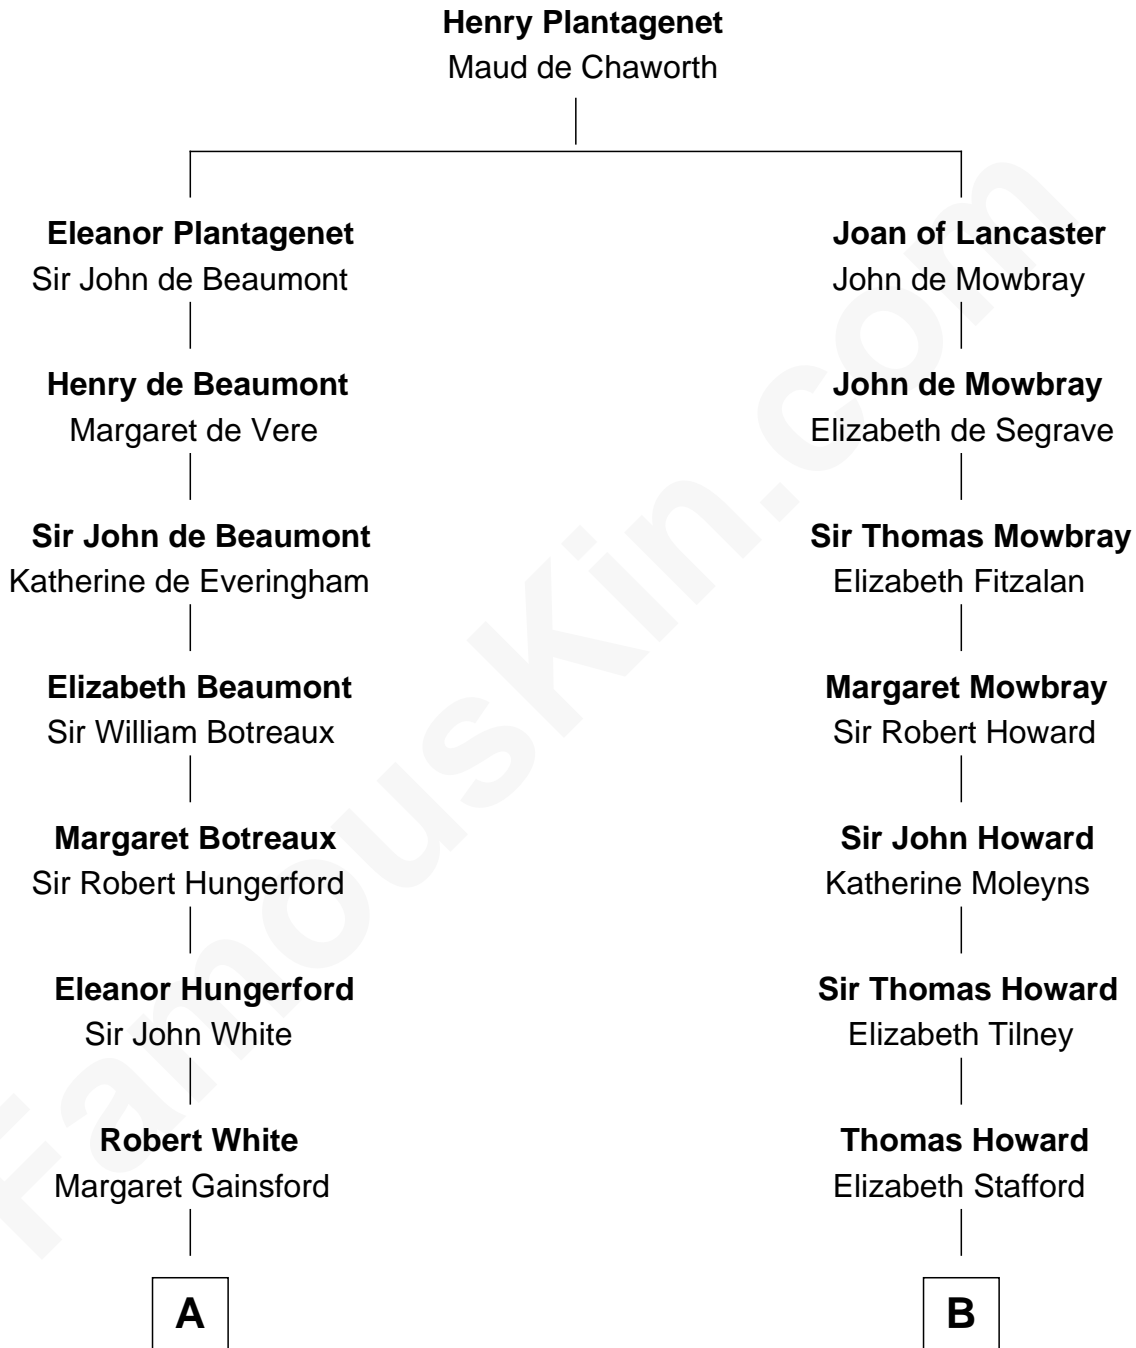 Henry Plantagenet
Maud de Chaworth
Eleanor Plantagenet
Sir John de Beaumont
Joan of Lancaster
John de Mowbray
Henry de Beaumont
Margaret de Vere
John de Mowbray
Elizabeth de Segrave
Sir John de Beaumont
Katherine de Everingham
Sir Thomas Mowbray
Elizabeth Fitzalan
Elizabeth Beaumont
Sir William Botreaux
Margaret Mowbray
Sir Robert Howard
Margaret Botreaux
Sir Robert Hungerford
Sir John Howard
Katherine Moleyns
Eleanor Hungerford
Sir John White
Sir Thomas Howard
Elizabeth Tilney
Robert White
Margaret Gainsford
Thomas Howard
Elizabeth Stafford
A
B
FamousKin.com